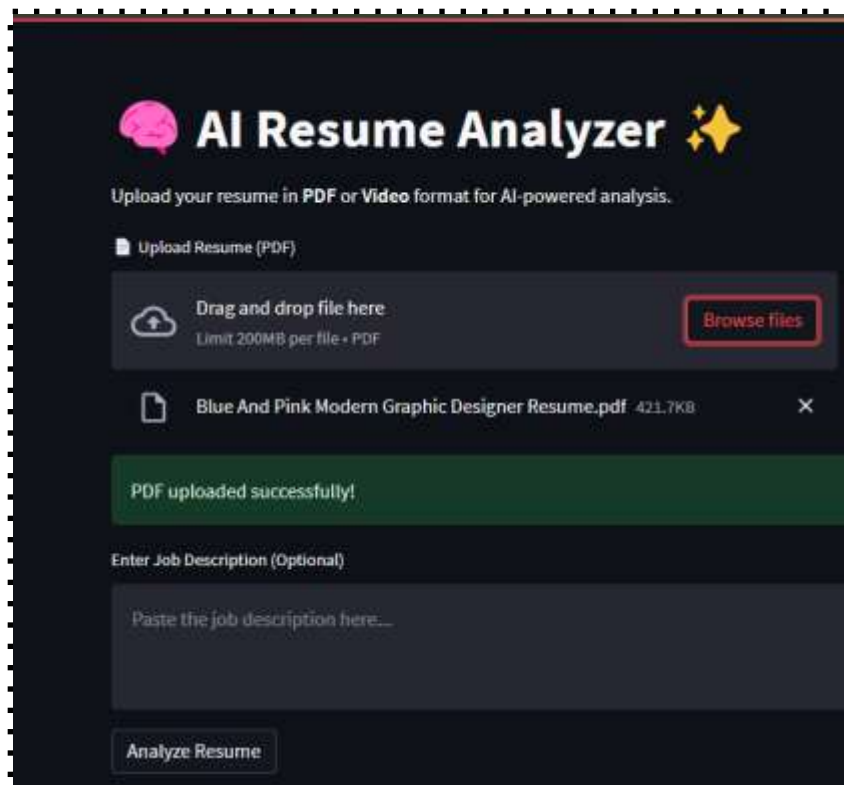 AI Resume Analyzer
Upload your resume in PDF or Video format for AI-powered analysis.
Upload Resume (PDF)
Drag and drop file here
Limit 200MB per file • PDF
Browse files
Blue And Pink Modern Graphic Designer Resume.pdf 421.7KB
PDF uploaded successfully!
Enter Job Description (Optional)
Paste the job description here...
Analyze Resume